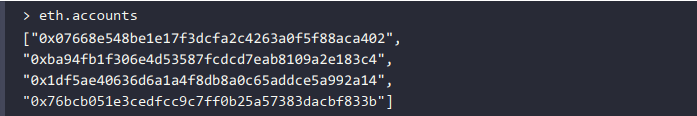 > eth.accounts
["0x07668e548be1e17f3dcfa2c4263a0f5f88aca402",
"0xba94fb1f306e4d53587fcdcd7eab8109a2e183c4",
"0x1df5ae40636d6a1a4f8db8a0c65addce5a992a14",
"0x76bcb051e3cedfcc9c7ff0b25a57383dacbf833b"]